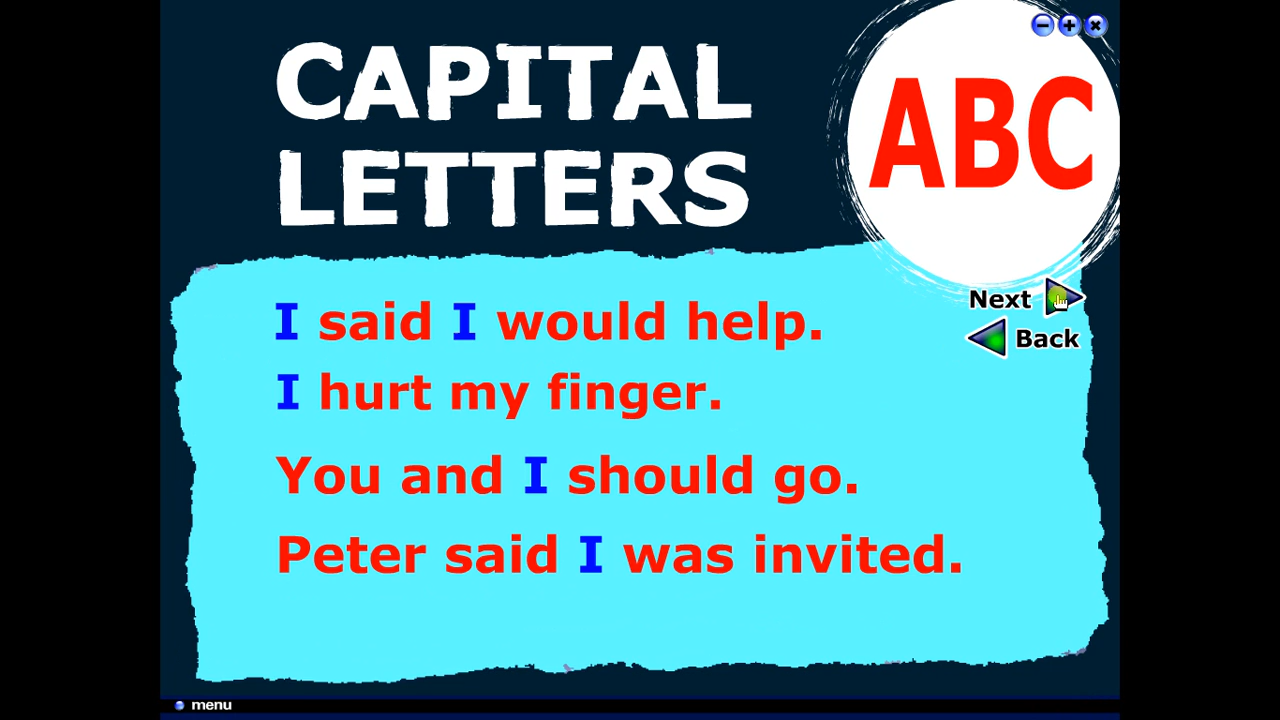 CAPITAL
LETTERS
ABC
I said I would help.
I hurt my finger.
You and I should go.
Peter said I was invited.
Next
Back
menu